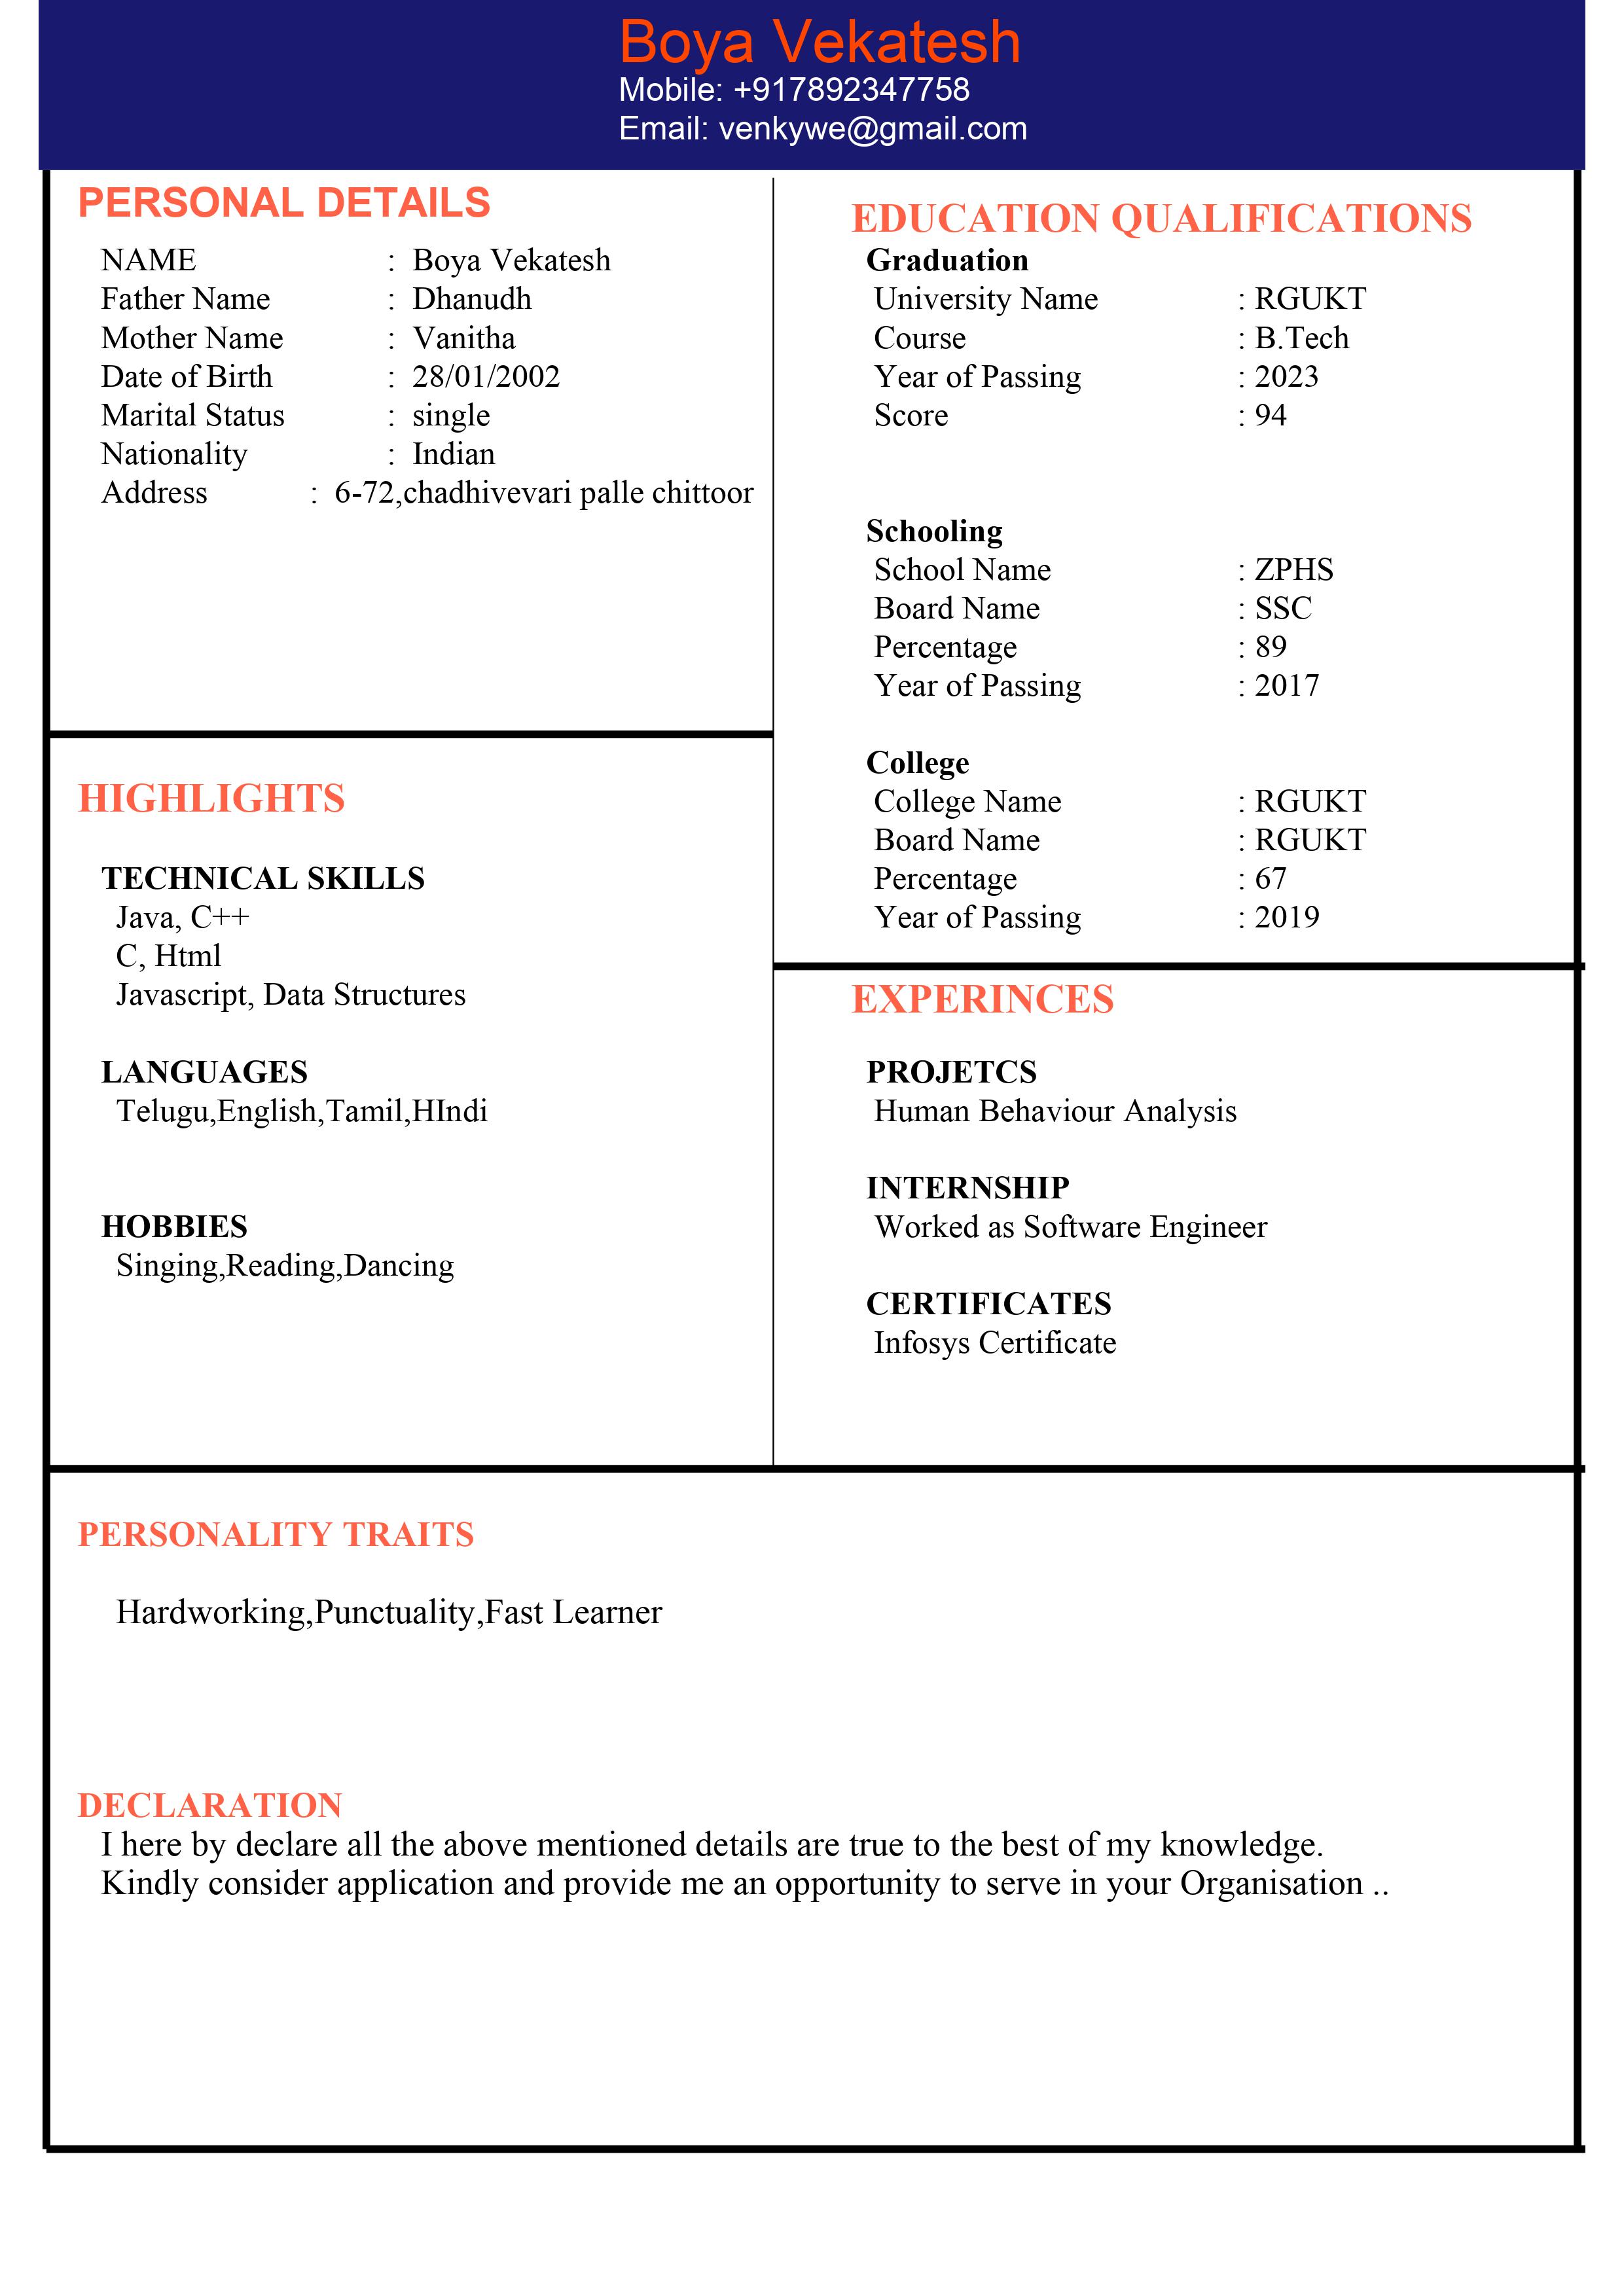 Boya Vekatesh
Mobile: +917892347758
Email: venkywe@gmail.com
PERSONAL DETAILS
NAME : Boya Vekatesh
Father Name : Dhanudh
Mother Name : Vanitha
Date of Birth : 28/01/2002
Marital Status : single
Nationality : Indian
Address : 6-72,chadhivevari palle chittoor
HIGHLIGHTS
TECHNICAL SKILLS
Java, C++
C, Html
Javascript, Data Structures
LANGUAGES
Telugu,English,Tamil,HIndi
HOBBIES
Singing,Reading,Dancing
EDUCATION QUALIFICATIONS
Graduation
University Name : RGUKT
Course : B.Tech
Year of Passing : 2023
Score : 94
Schooling
School Name : ZPHS
Board Name : SSC
Percentage : 89
Year of Passing : 2017
College
College Name : RGUKT
Board Name : RGUKT
Percentage : 67
Year of Passing : 2019
EXPERINCES
PROJETCS
Human Behaviour Analysis
INTERNSHIP
Worked as Software Engineer
CERTIFICATES
Infosys Certificate
PERSONALITY TRAITS
Hardworking,Punctuality,Fast Learner
DECLARATION
I here by declare all the above mentioned details are true to the best of my knowledge.
Kindly consider application and provide me an opportunity to serve in your Organisation ..